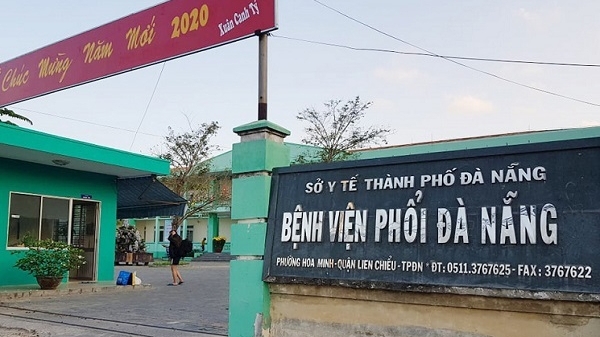 Chúc Mừng Năm Mới 2020
Xuân Canh Tý
SỞ Y TẾ THÀNH PHỐ ĐÀ NẴNG
BỆNH VIỆN PHỔI ĐÀ NẴNG
PHƯỜNG HOA MINH-QUẬN LIÊN CHIỂU-TPĐN * ĐT: 0511.3767625-FAX: 3767622